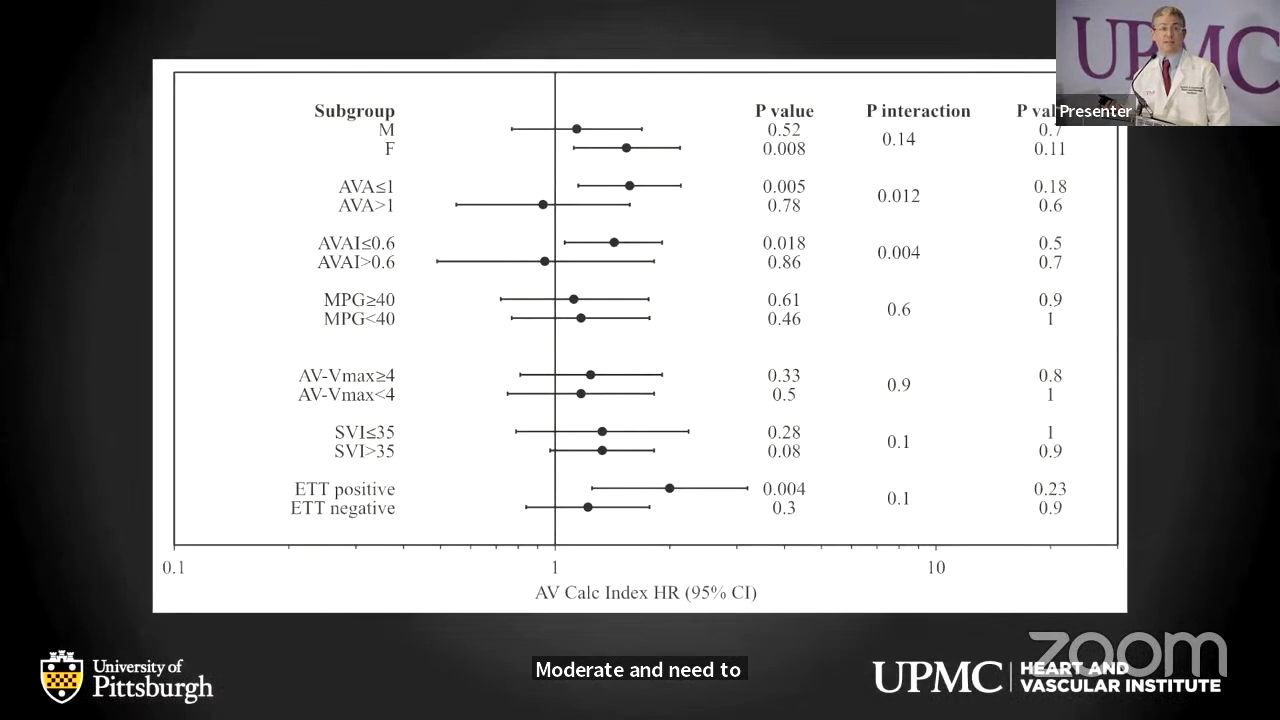 UPMC
Presenter
Subgroup P value P interaction P val
M 0.52 0.14 0.7
F 0.008 0.11
AVA≤1 0.005 0.012 0.18
AVA>1 0.78 0.6
AVAI≤0.6 0.018 0.004 0.5
AVAI>0.6 0.86 0.7
MPG≥40 0.61 0.6 0.9
MPG<40 0.46 1
AV-Vmax≥4 0.33 0.9 0.8
AV-Vmax<4 0.5 1
SVI≤35 0.28 0.1 1
SVI>35 0.08 0.9
ETT positive 0.004 0.1 0.23
ETT negative 0.3 0.9
0.1 1 10
AV Calc Index HR (95% CI)
zoom
University of
Pittsburgh
Moderate and need to
UPMC
HEART AND
VASCULAR INSTITUTE